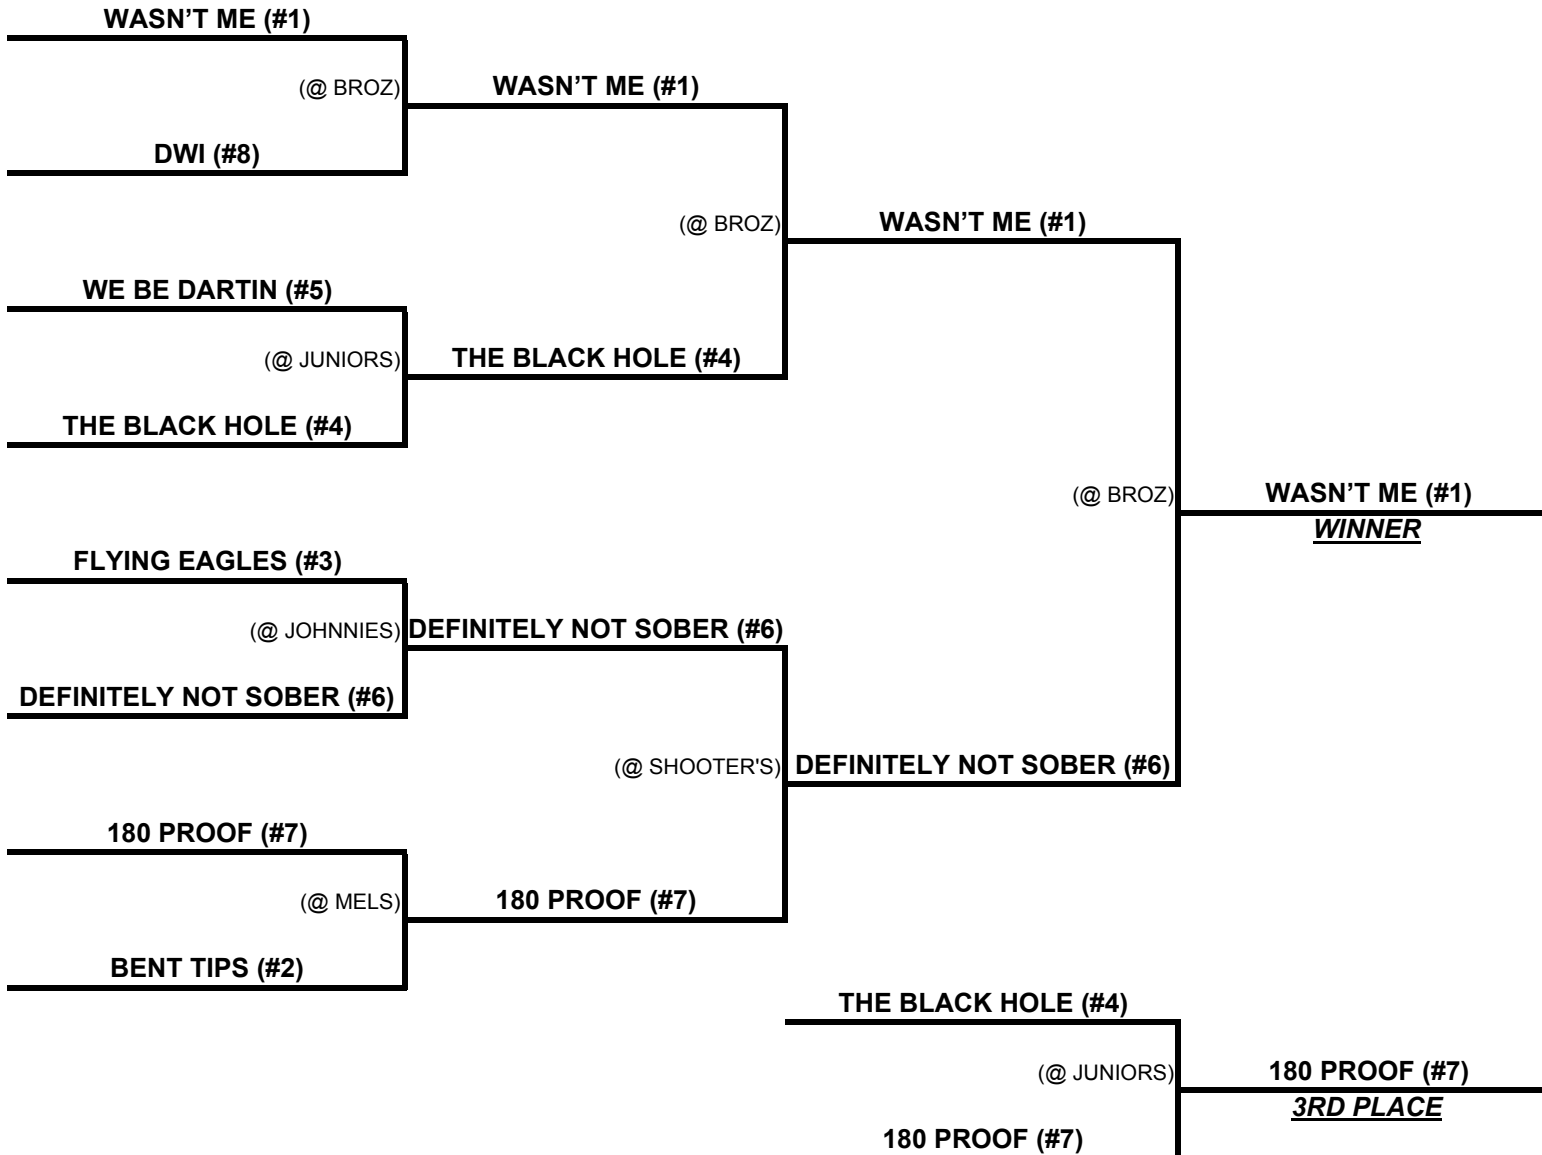 WASN'T ME (#1)
(@ BROZ)
WASN'T ME (#1)
DWI (#8)
(@ BROZ)
WASN'T ME (#1)
WE BE DARTIN (#5)
(@ JUNIORS)
THE BLACK HOLE (#4)
THE BLACK HOLE (#4)
(@ BROZ)
WASN'T ME (#1)
WINNER
FLYING EAGLES (#3)
(@ JOHNNIES)
DEFINITELY NOT SOBER (#6)
DEFINITELY NOT SOBER (#6)
(@ SHOOTER'S)
DEFINITELY NOT SOBER (#6)
180 PROOF (#7)
(@ MELS)
180 PROOF (#7)
BENT TIPS (#2)
THE BLACK HOLE (#4)
(@ JUNIORS)
180 PROOF (#7)
3RD PLACE
180 PROOF (#7)